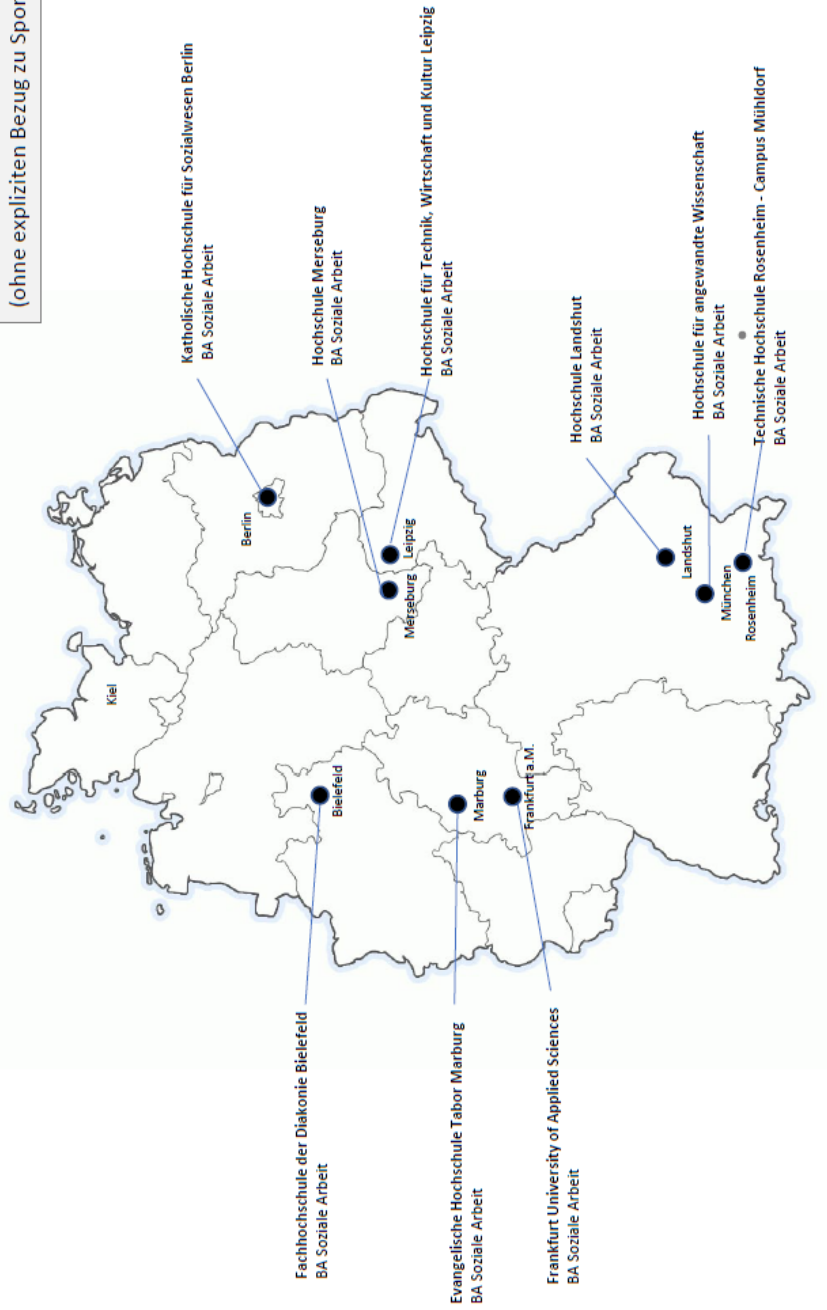 (ohne expliziten Bezug zu Spor
Katholische Hochschule für Sozialwesen Berlin
BA Soziale Arbeit
Hochschule Merseburg
BA Soziale Arbeit
Hochschule für Technik, Wirtschaft und Kultur Leipzig
BA Soziale Arbeit
Hochschule Landshut
BA Soziale Arbeit
Hochschule für angewandte Wissenschaft
BA Soziale Arbeit
Technische Hochschule Rosenheim - Campus Mühldorf
BA Soziale Arbeit
Kiel
Berlin
Bielefeld
Merseburg
Leipzig
Marburg
Frankfurt a.M.
Landshut
München
Rosenheim
Fachhochschule der Diakonie Bielefeld
BA Soziale Arbeit
Evangelische Hochschule Tabor Marburg
BA Soziale Arbeit
Frankfurt University of Applied Sciences
BA Soziale Arbeit